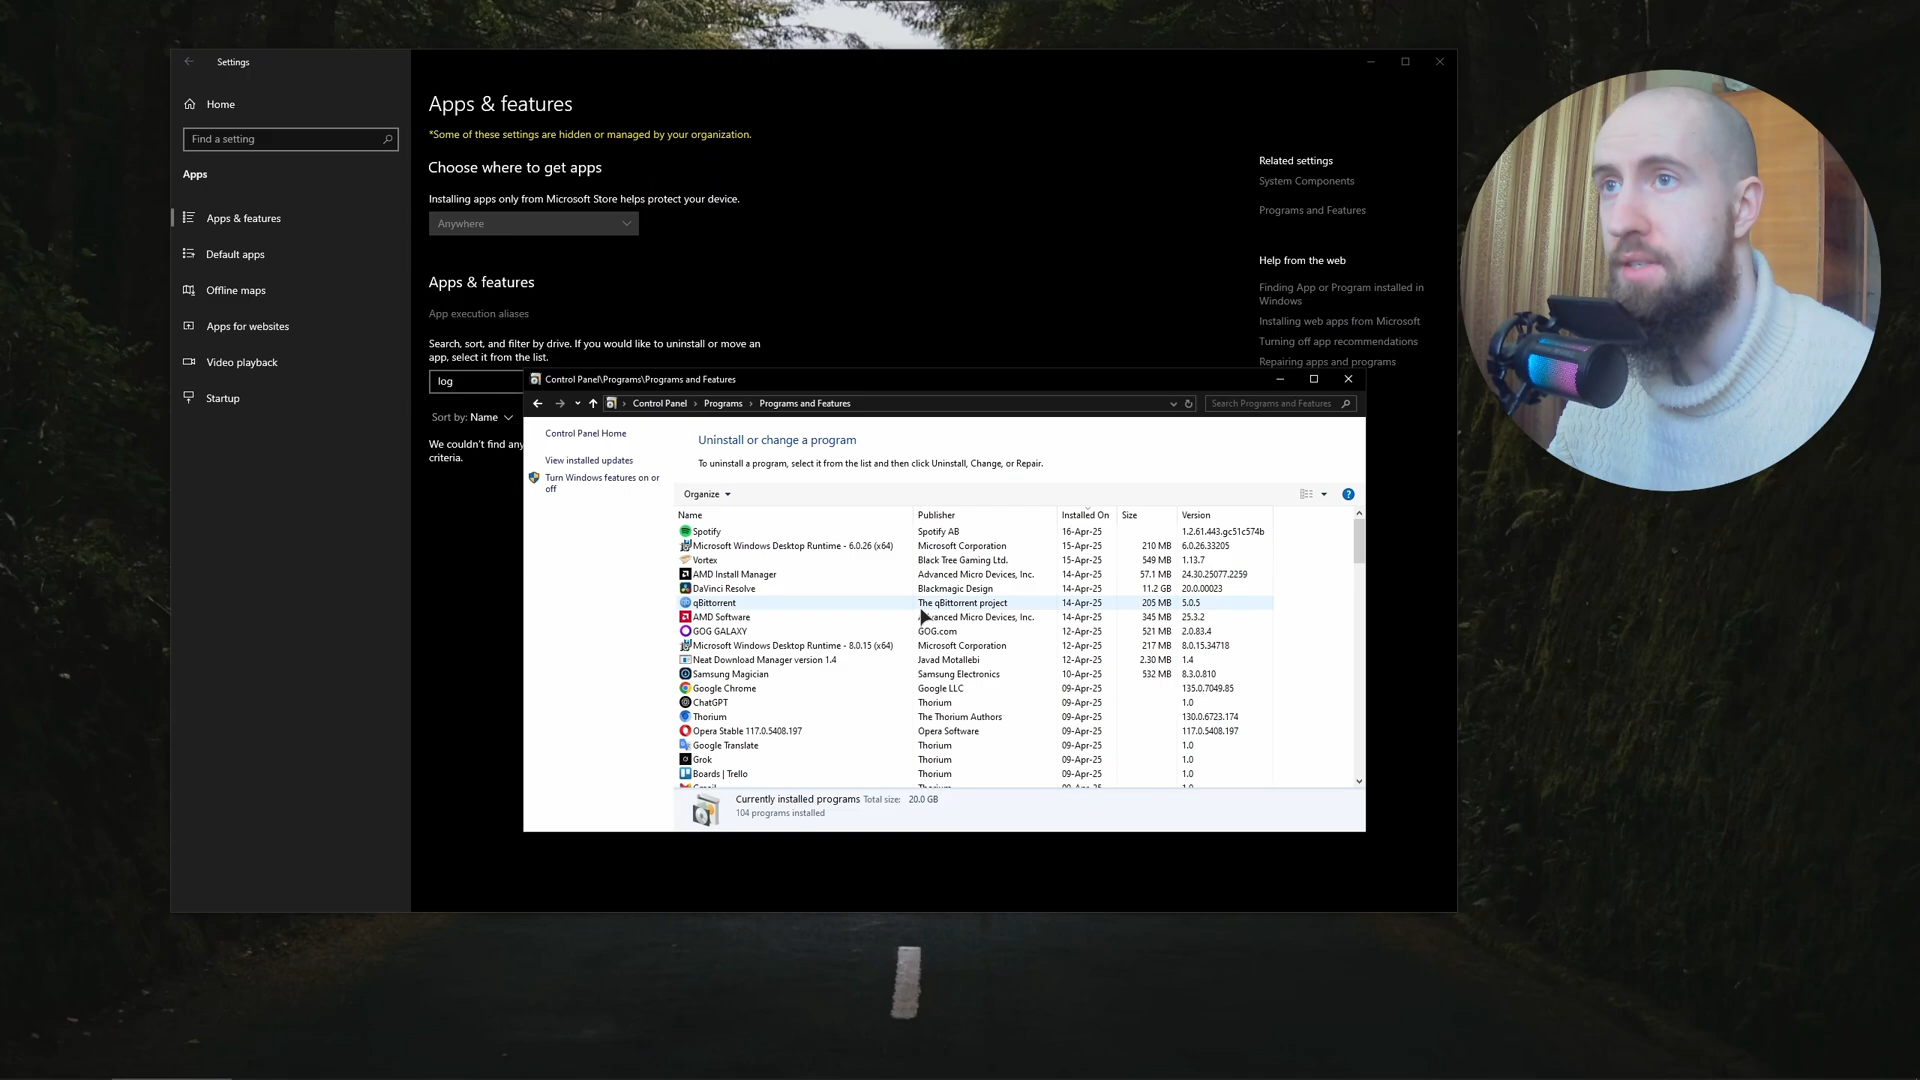 Settings
Home
Find a setting
Apps
Apps & features
Default apps
Offline maps
Apps for websites
Video playback
Startup
Apps & features
*Some of these settings are hidden or managed by your organization.
Choose where to get apps
Installing apps only from Microsoft Store helps protect your device.
Anywhere
Apps & features
App execution aliases
Search, sort, and filter by drive. If you would like to uninstall or move an
app, select it from the list.
log
Sort by: Name
We couldn't find any
criteria.
Related settings
System Components
Programs and Features
Help from the web
Finding App or Program installed in
Windows
Installing web apps from Microsoft
Turning off app recommendations
Repairing apps and programs
Control Panel\Programs\Programs and Features
Control Panel > Programs > Programs and Features
Search Programs and Features
Control Panel Home
View installed updates
Turn Windows features on or
off
Uninstall or change a program
To uninstall a program, select it from the list and then click Uninstall, Change, or Repair.
Organize
Name Publisher Installed On Size Version
Spotify Spotify AB 16-Apr-25 1.2.61.443.gc51c574b
Microsoft Windows Desktop Runtime - 6.0.26 (x64) Microsoft Corporation 15-Apr-25 210 MB 6.0.26.33205
Vortex Black Tree Gaming Ltd. 15-Apr-25 549 MB 1.13.7
AMD Install Manager Advanced Micro Devices, Inc. 14-Apr-25 57.1 MB 24.30.25077.2259
DaVinci Resolve Blackmagic Design 14-Apr-25 11.2 GB 20.0.00023
qBittorrent The qBittorrent project 14-Apr-25 205 MB 5.0.5
AMD Software Advanced Micro Devices, Inc. 14-Apr-25 345 MB 25.3.2
GOG GALAXY GOG.com 12-Apr-25 521 MB 2.0.83.4
Microsoft Windows Desktop Runtime - 8.0.15 (x64) Microsoft Corporation 12-Apr-25 217 MB 8.0.15.34718
Neat Download Manager version 1.4 Javad Motallebi 12-Apr-25 2.30 MB 1.4
Samsung Magician Samsung Electronics 10-Apr-25 532 MB 8.3.0.810
Google Chrome Google LLC 09-Apr-25 135.0.7049.85
ChatGPT Thorium 09-Apr-25 1.0
Thorium The Thorium Authors 09-Apr-25 130.0.6723.174
Opera Stable 117.0.5408.197 Opera Software 09-Apr-25 117.0.5408.197
Google Translate Thorium 09-Apr-25 1.0
Grok Thorium 09-Apr-25 1.0
Boards | Trello Thorium 09-Apr-25 1.0
Currently installed programs Total size: 20.0 GB
104 programs installed